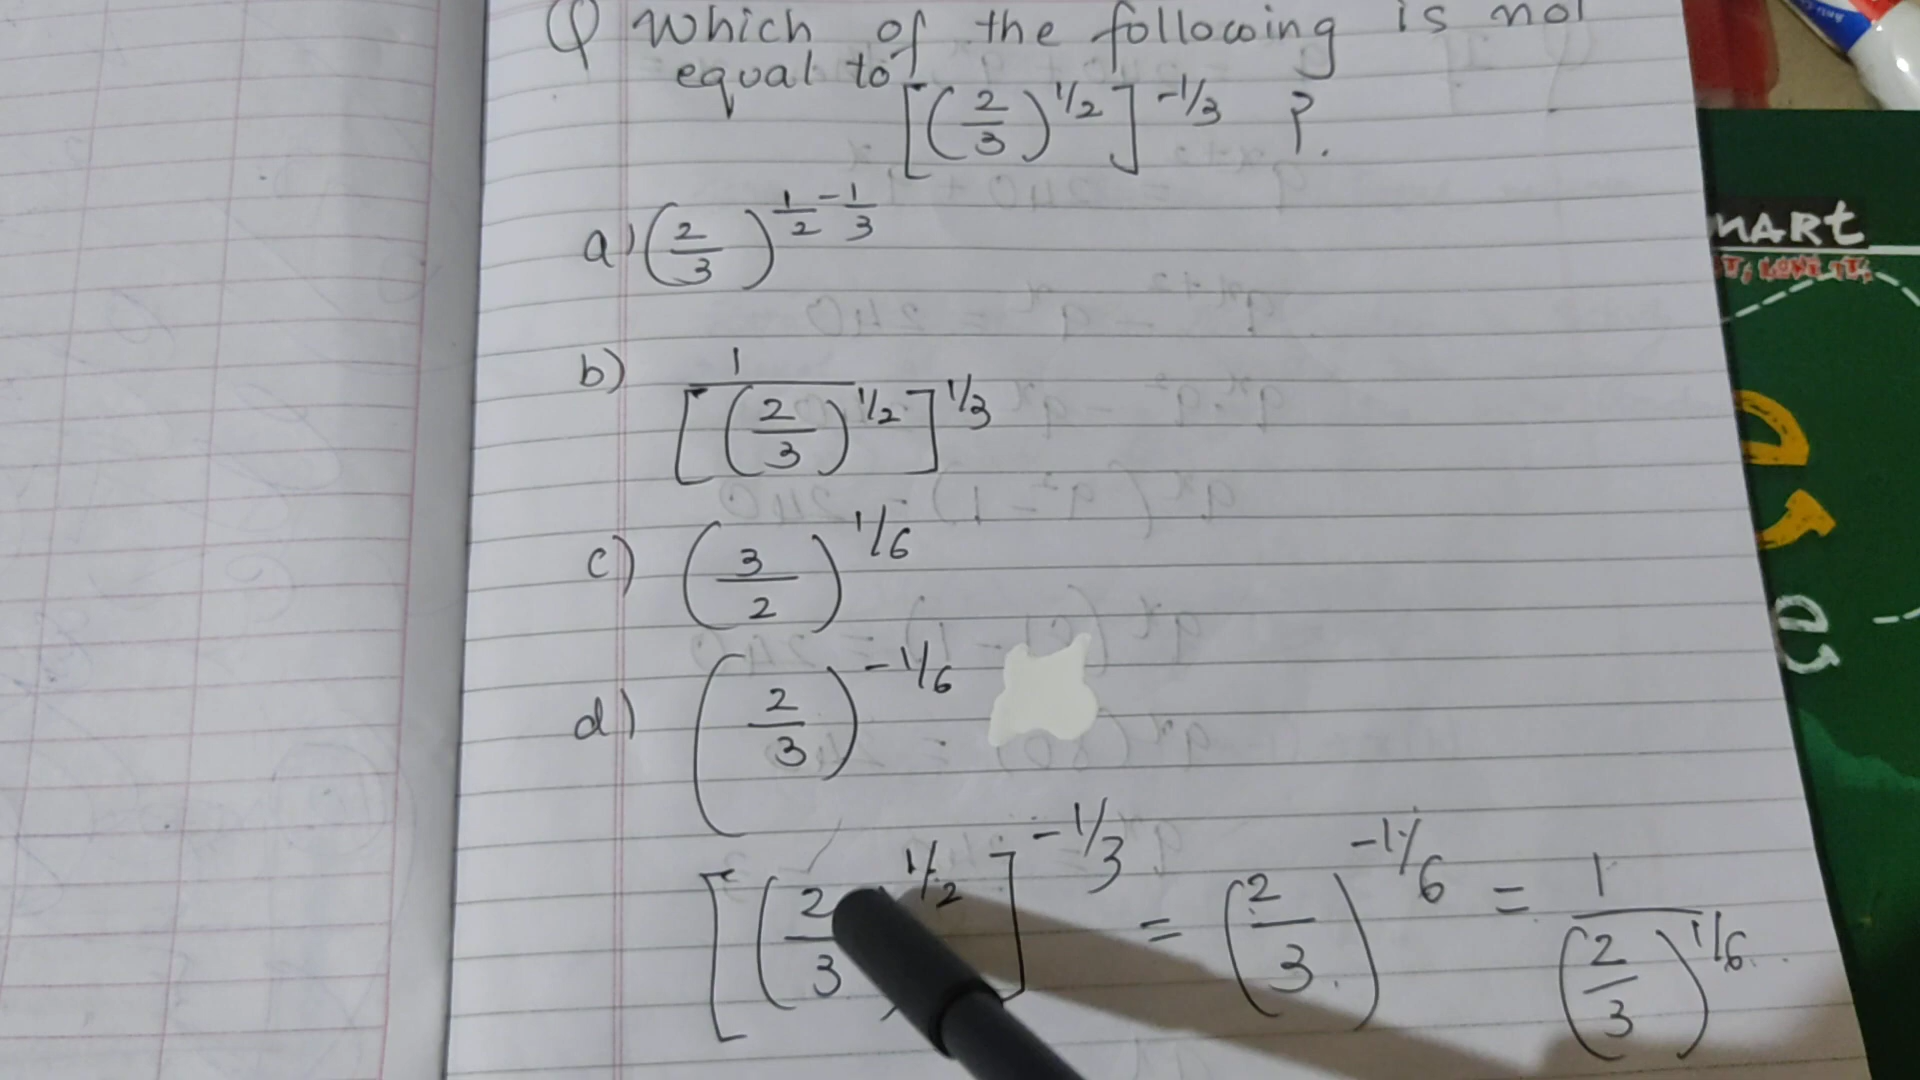 Q Which of the following is not
equal to
[(2/3)^1/2]^-1/3 ?.
a) (2/3)^1/2-1/3
b) 1/[(2/3)^1/2]^1/3
c) (3/2)^1/6
d) (2/3)^-1/6
[(2/3)^1/2]^-1/3 = (2/3)^-1/6 = 1/(2/3)^1/6
MART